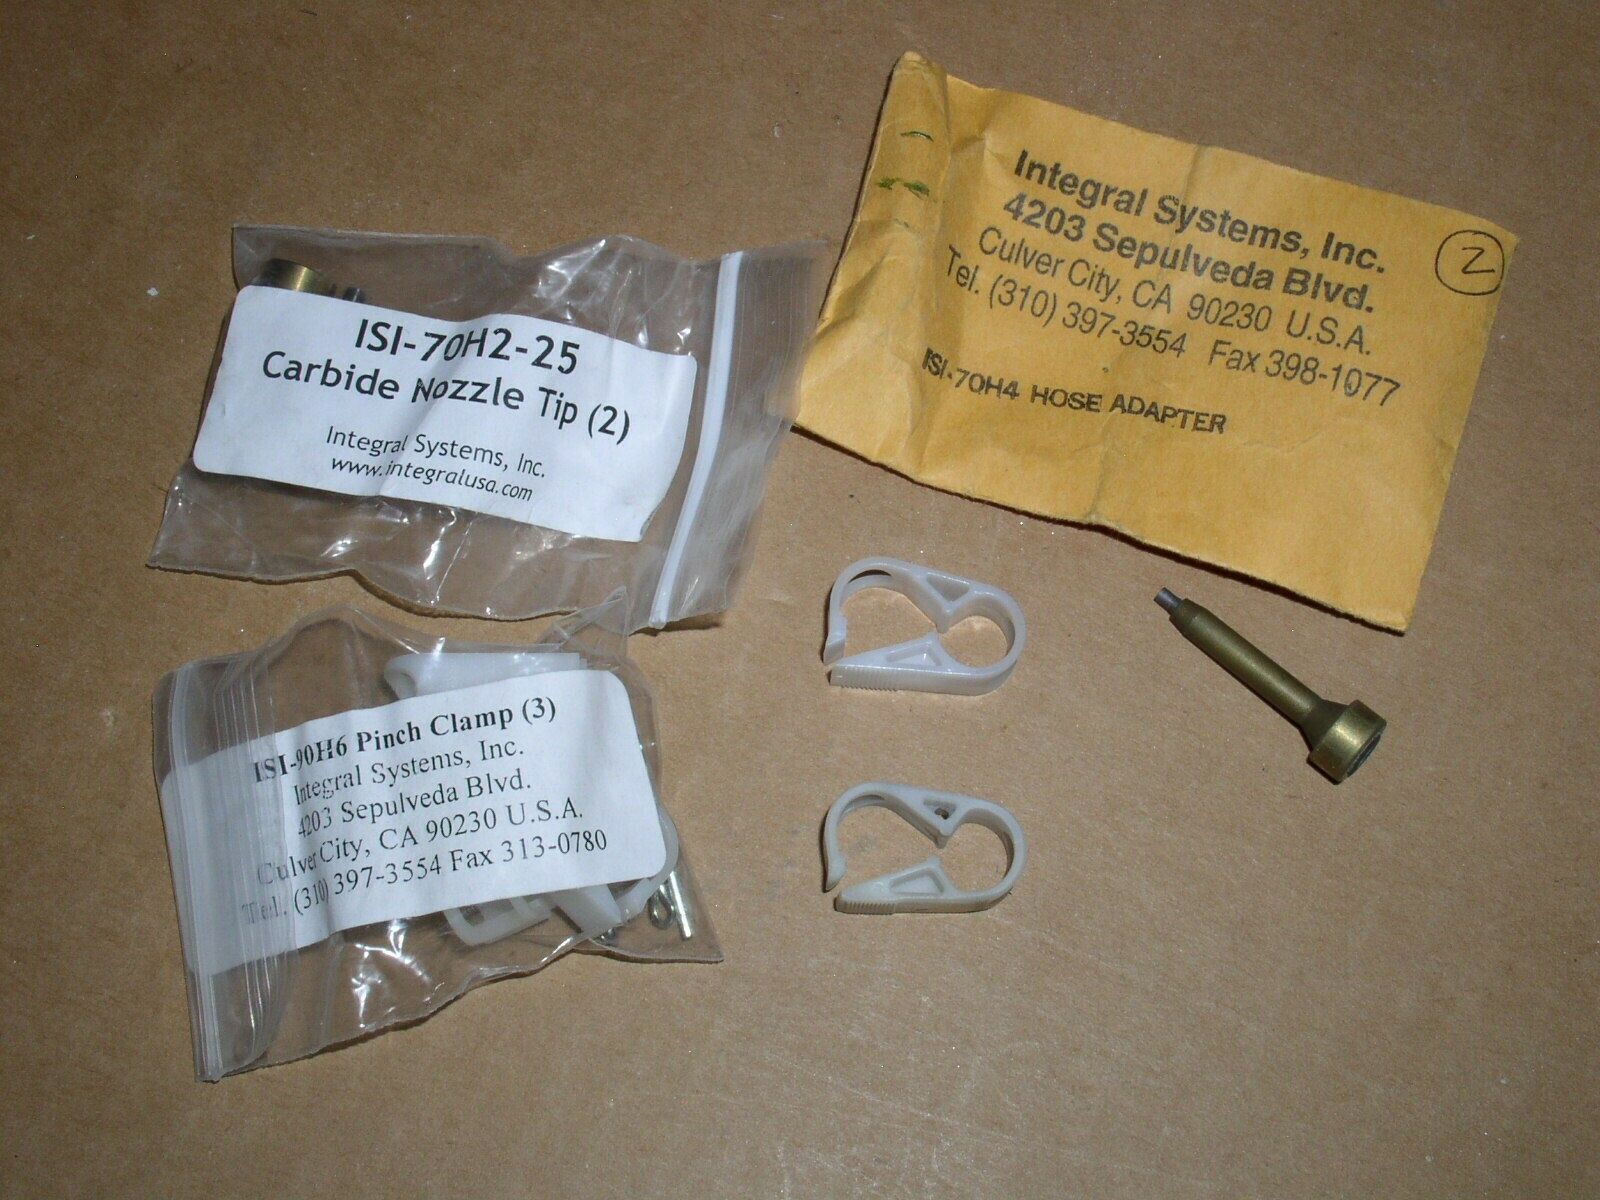 ISI-70H2-25
Carbide Nozzle Tip (2)
Integral Systems, Inc.
www.integralusa.com
Integral Systems, Inc.
4203 Sepulveda Blvd.
Culver City, CA 90230 U.S.A.
Tel. (310) 397-3554 Fax 398-1077
ISI-70H4 HOSE ADAPTER
2
ISI-90H6 Pinch Clamp (3)
Integral Systems, Inc.
4203 Sepulveda Blvd.
Culver City, CA 90230 U.S.A.
Tel. (310) 397-3554 Fax 313-0780